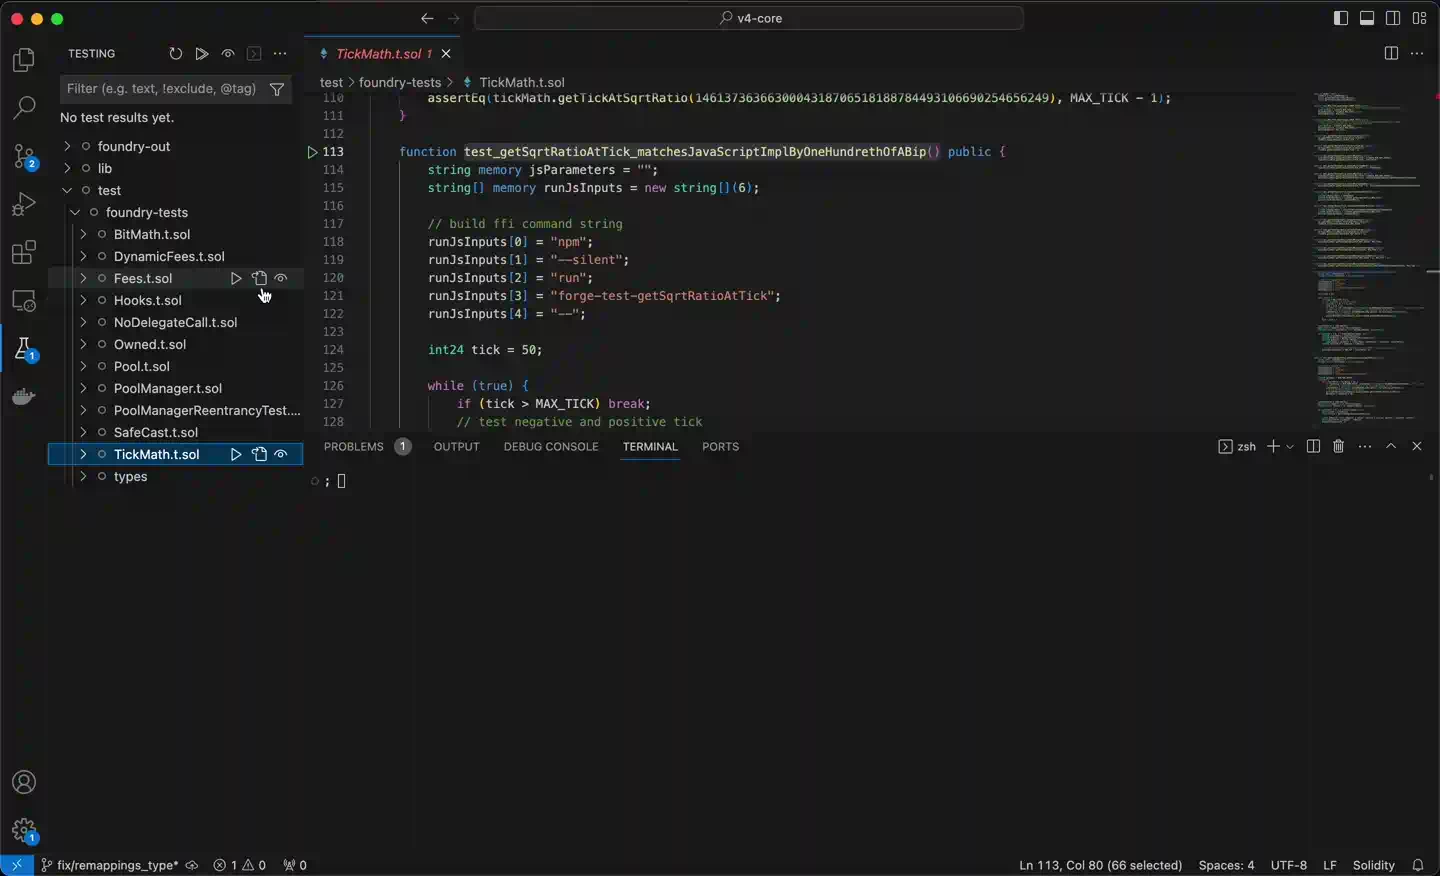 v4-core
TESTING
TickMath.t.sol 1
test > foundry-tests > TickMath.t.sol
Filter (e.g. text, !exclude, @tag)
No test results yet.
foundry-out
lib
test
foundry-tests
BitMath.t.sol
DynamicFees.t.sol
Fees.t.sol
Hooks.t.sol
NoDelegateCall.t.sol
Owned.t.sol
Pool.t.sol
PoolManager.t.sol
PoolManagerReentrancyTest....
SafeCast.t.sol
TickMath.t.sol
types
2
1
1
110 assertEq(tickMath.getTickAtSqrtRatio(1461373636630004318706518188784493106690254656249), MAX_TICK - 1);
111 }
112
113 function test_getSqrtRatioAtTick_matchesJavaScriptImplByOneHundrethOfABip() public {
114 string memory jsParameters = "";
115 string[] memory runJsInputs = new string[](6);
116
117 // build ffi command string
118 runJsInputs[0] = "npm";
119 runJsInputs[1] = "--silent";
120 runJsInputs[2] = "run";
121 runJsInputs[3] = "forge-test-getSqrtRatioAtTick";
122 runJsInputs[4] = "--";
123
124 int24 tick = 50;
125
126 while (true) {
127 if (tick > MAX_TICK) break;
128 // test negative and positive tick
PROBLEMS 1 OUTPUT DEBUG CONSOLE TERMINAL PORTS zsh
;
fix/remappings_type* 1 0 0 Ln 113, Col 80 (66 selected) Spaces: 4 UTF-8 LF Solidity